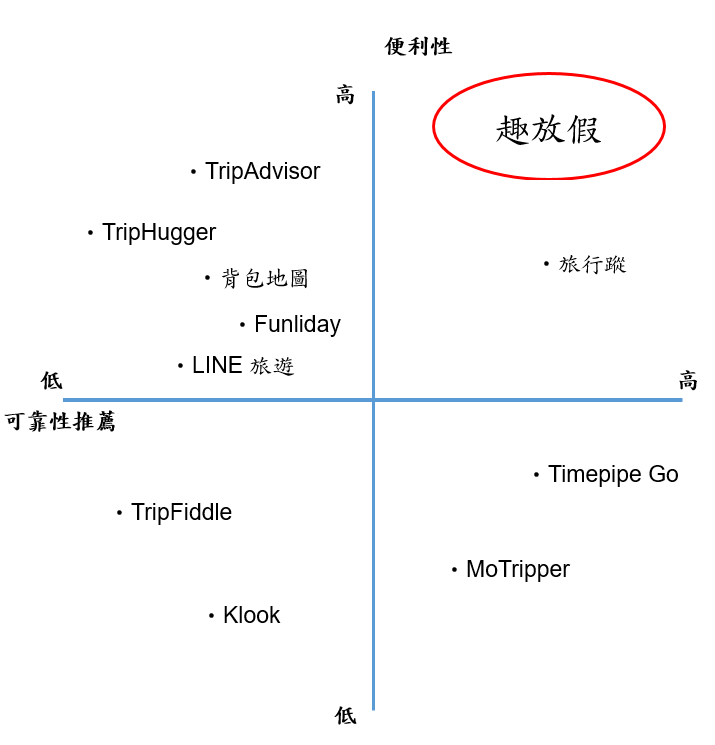 便利性
高
趣放假
・TripAdvisor
・TripHugger
・旅行蹤
・背包地圖
・Funliday
・LINE 旅遊
低
高
可靠性推薦
・Timepipe Go
・TripFiddle
・MoTripper
・Klook
低